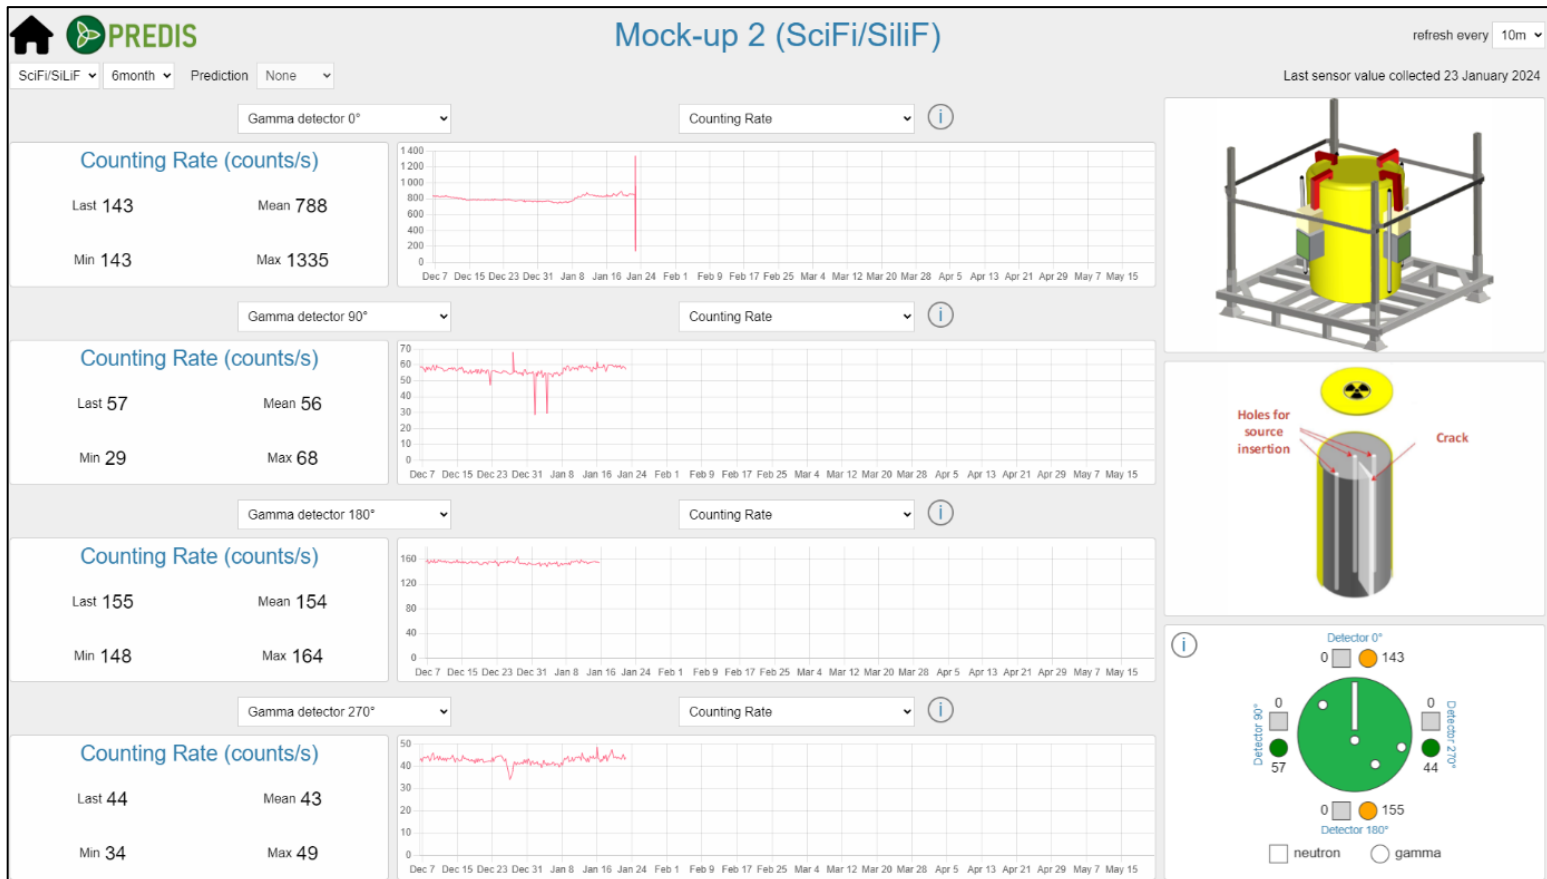 PREDIS
Mock-up 2 (SciFi/SiliF)
refresh every 10m
SciFi/SiLiF 6month Prediction None
Last sensor value collected 23 January 2024
Gamma detector 0° Counting Rate i
Counting Rate (counts/s)
Last 143 Mean 788
Min 143 Max 1335
1 400
1 200
1 000
800
600
400
200
0
Dec 7 Dec 15 Dec 23 Dec 31 Jan 8 Jan 16 Jan 24 Feb 1 Feb 9 Feb 17 Feb 25 Mar 4 Mar 12 Mar 20 Mar 28 Apr 5 Apr 13 Apr 21 Apr 29 May 7 May 15
Gamma detector 90° Counting Rate i
Counting Rate (counts/s)
Last 57 Mean 56
Min 29 Max 68
70
60
50
40
30
20
10
0
Dec 7 Dec 15 Dec 23 Dec 31 Jan 8 Jan 16 Jan 24 Feb 1 Feb 9 Feb 17 Feb 25 Mar 4 Mar 12 Mar 20 Mar 28 Apr 5 Apr 13 Apr 21 Apr 29 May 7 May 15
Gamma detector 180° Counting Rate i
Counting Rate (counts/s)
Last 155 Mean 154
Min 148 Max 164
160
120
80
40
0
Dec 7 Dec 15 Dec 23 Dec 31 Jan 8 Jan 16 Jan 24 Feb 1 Feb 9 Feb 17 Feb 25 Mar 4 Mar 12 Mar 20 Mar 28 Apr 5 Apr 13 Apr 21 Apr 29 May 7 May 15
Gamma detector 270° Counting Rate i
Counting Rate (counts/s)
Last 44 Mean 43
Min 34 Max 49
50
40
30
20
10
0
Dec 7 Dec 15 Dec 23 Dec 31 Jan 8 Jan 16 Jan 24 Feb 1 Feb 9 Feb 17 Feb 25 Mar 4 Mar 12 Mar 20 Mar 28 Apr 5 Apr 13 Apr 21 Apr 29 May 7 May 15
Holes for
source
insertion
Crack
i
Detector 0°
0 143
Detector 90°
0
57
0
44
Detector 270°
0 155
Detector 180°
neutron gamma